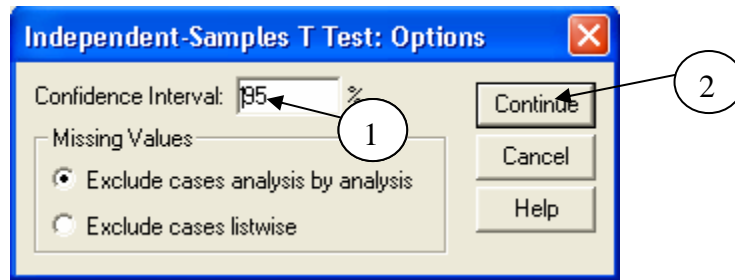 Independent-Samples T Test: Options
Confidence Interval: 95 %
Continue
2
1
Missing Values
Cancel
Exclude cases analysis by analysis
Help
Exclude cases listwise